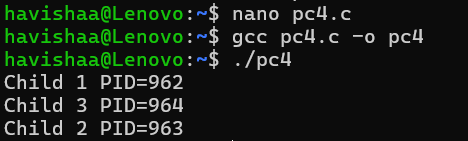 havishaa@Lenovo:~$ nano pc4.c
havishaa@Lenovo:~$ gcc pc4.c -o pc4
havishaa@Lenovo:~$ ./pc4
Child 1 PID=962
Child 3 PID=964
Child 2 PID=963